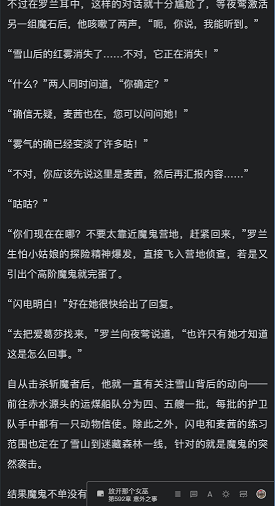 不过在罗兰耳中，这样的对话就十分尴尬了，等夜莺激活
另一组魔石后，他咳嗽了两声，“呃，你说，我能听到。”
“雪山后的红雾消失了……不对，它正在消失！”
“什么？”两人同时问道，“你确定？”
“确信无疑，麦茜也在，您可以问问她！”
“雾气的确已经变淡了许多咕！”
“不对，你应该先说这里是麦茜，然后再汇报内容……”
“咕咕？”
“你们现在在哪？不要太靠近魔鬼营地，赶紧回来，”罗兰
生怕小姑娘的探险精神爆发，直接飞入营地侦查，若是又
引出个高阶魔鬼就完蛋了。
“闪电明白！”好在她很快给出了回复。
“去把爱葛莎找来，”罗兰向夜莺说道，“也许只有她才知道
这是怎么回事。”
自从击杀斩魔者后，他就一直有关注雪山背后的动向——
前往赤水源头的运煤船队分为四、五艘一批，每批的护卫
队手中都有一只动物信使。除此之外，闪电和麦茜的练习
范围也定在了雪山到迷藏森林一线，针对的就是魔鬼的突
然袭击。
结果魔鬼不单没有
放开那个女巫
第592章 意外之事
A